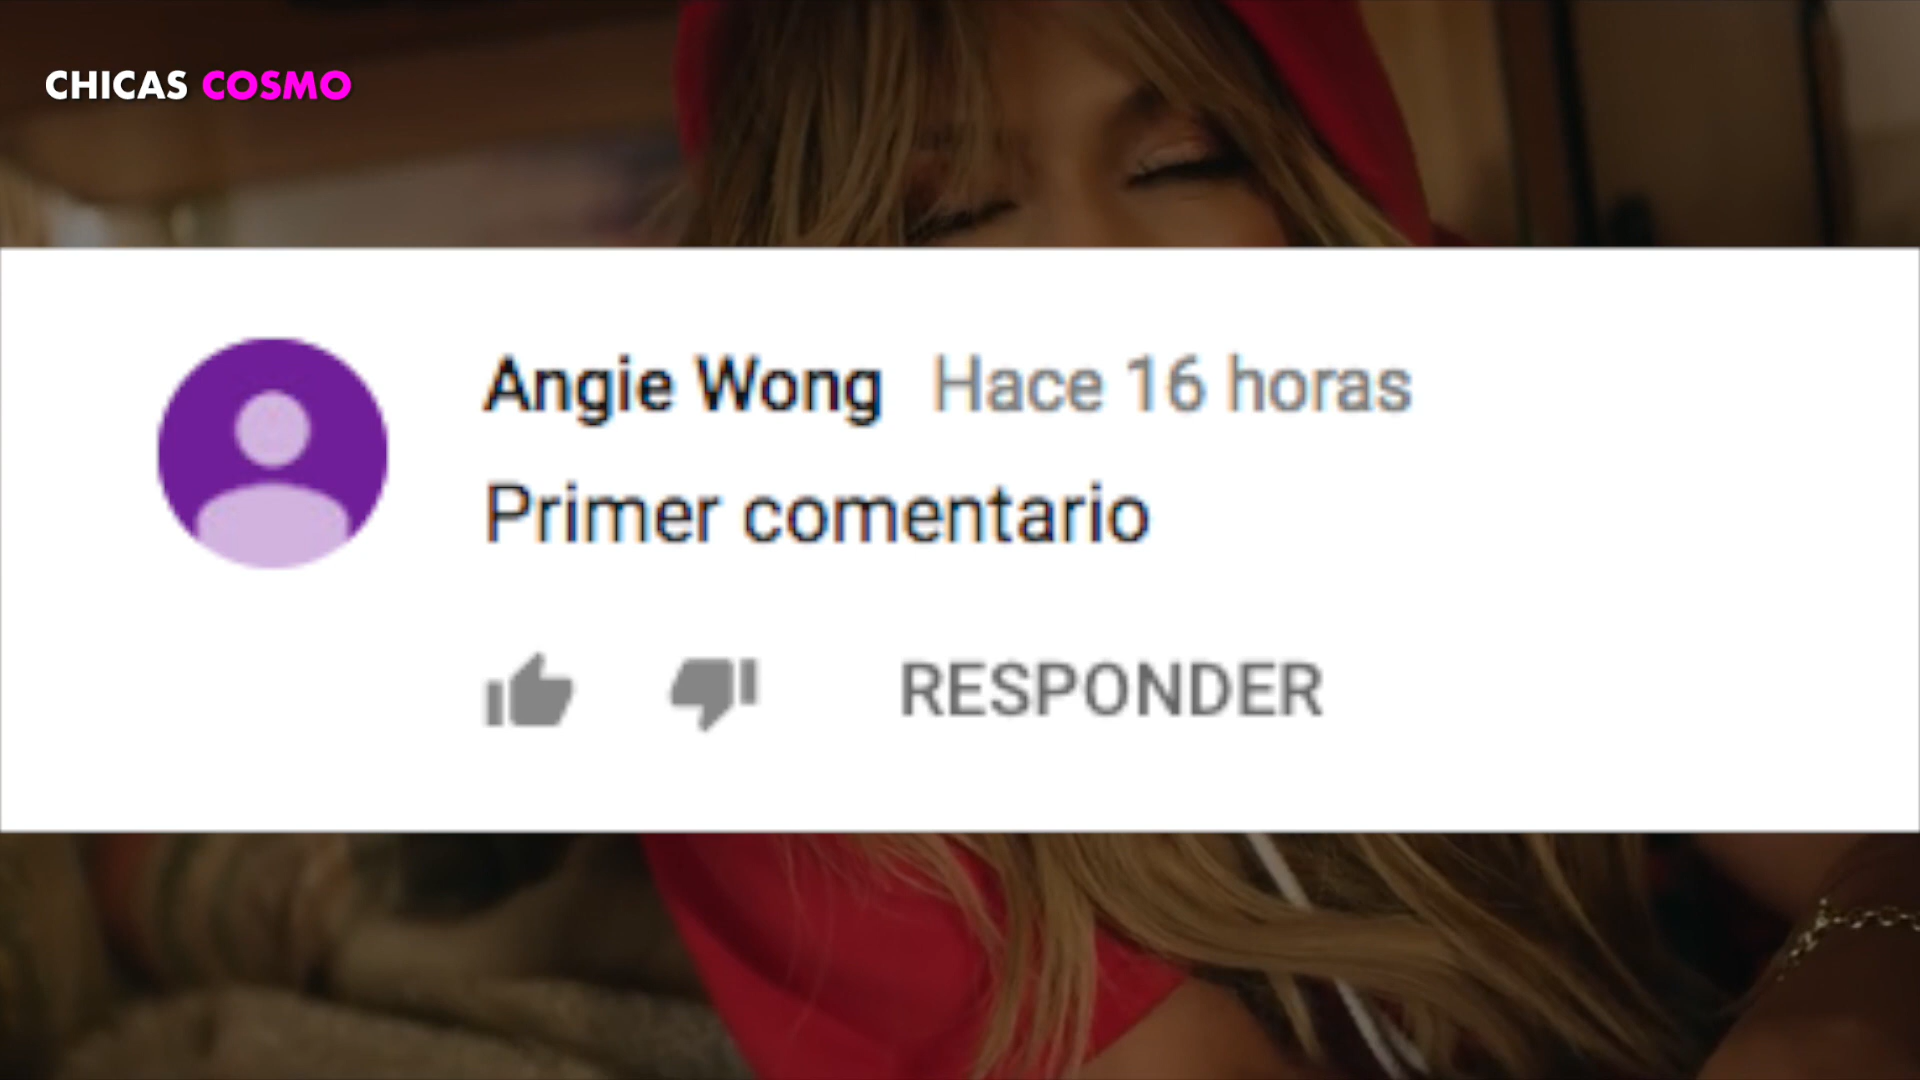 CHICAS COSMO
Angie Wong Hace 16 horas
Primer comentario
RESPONDER